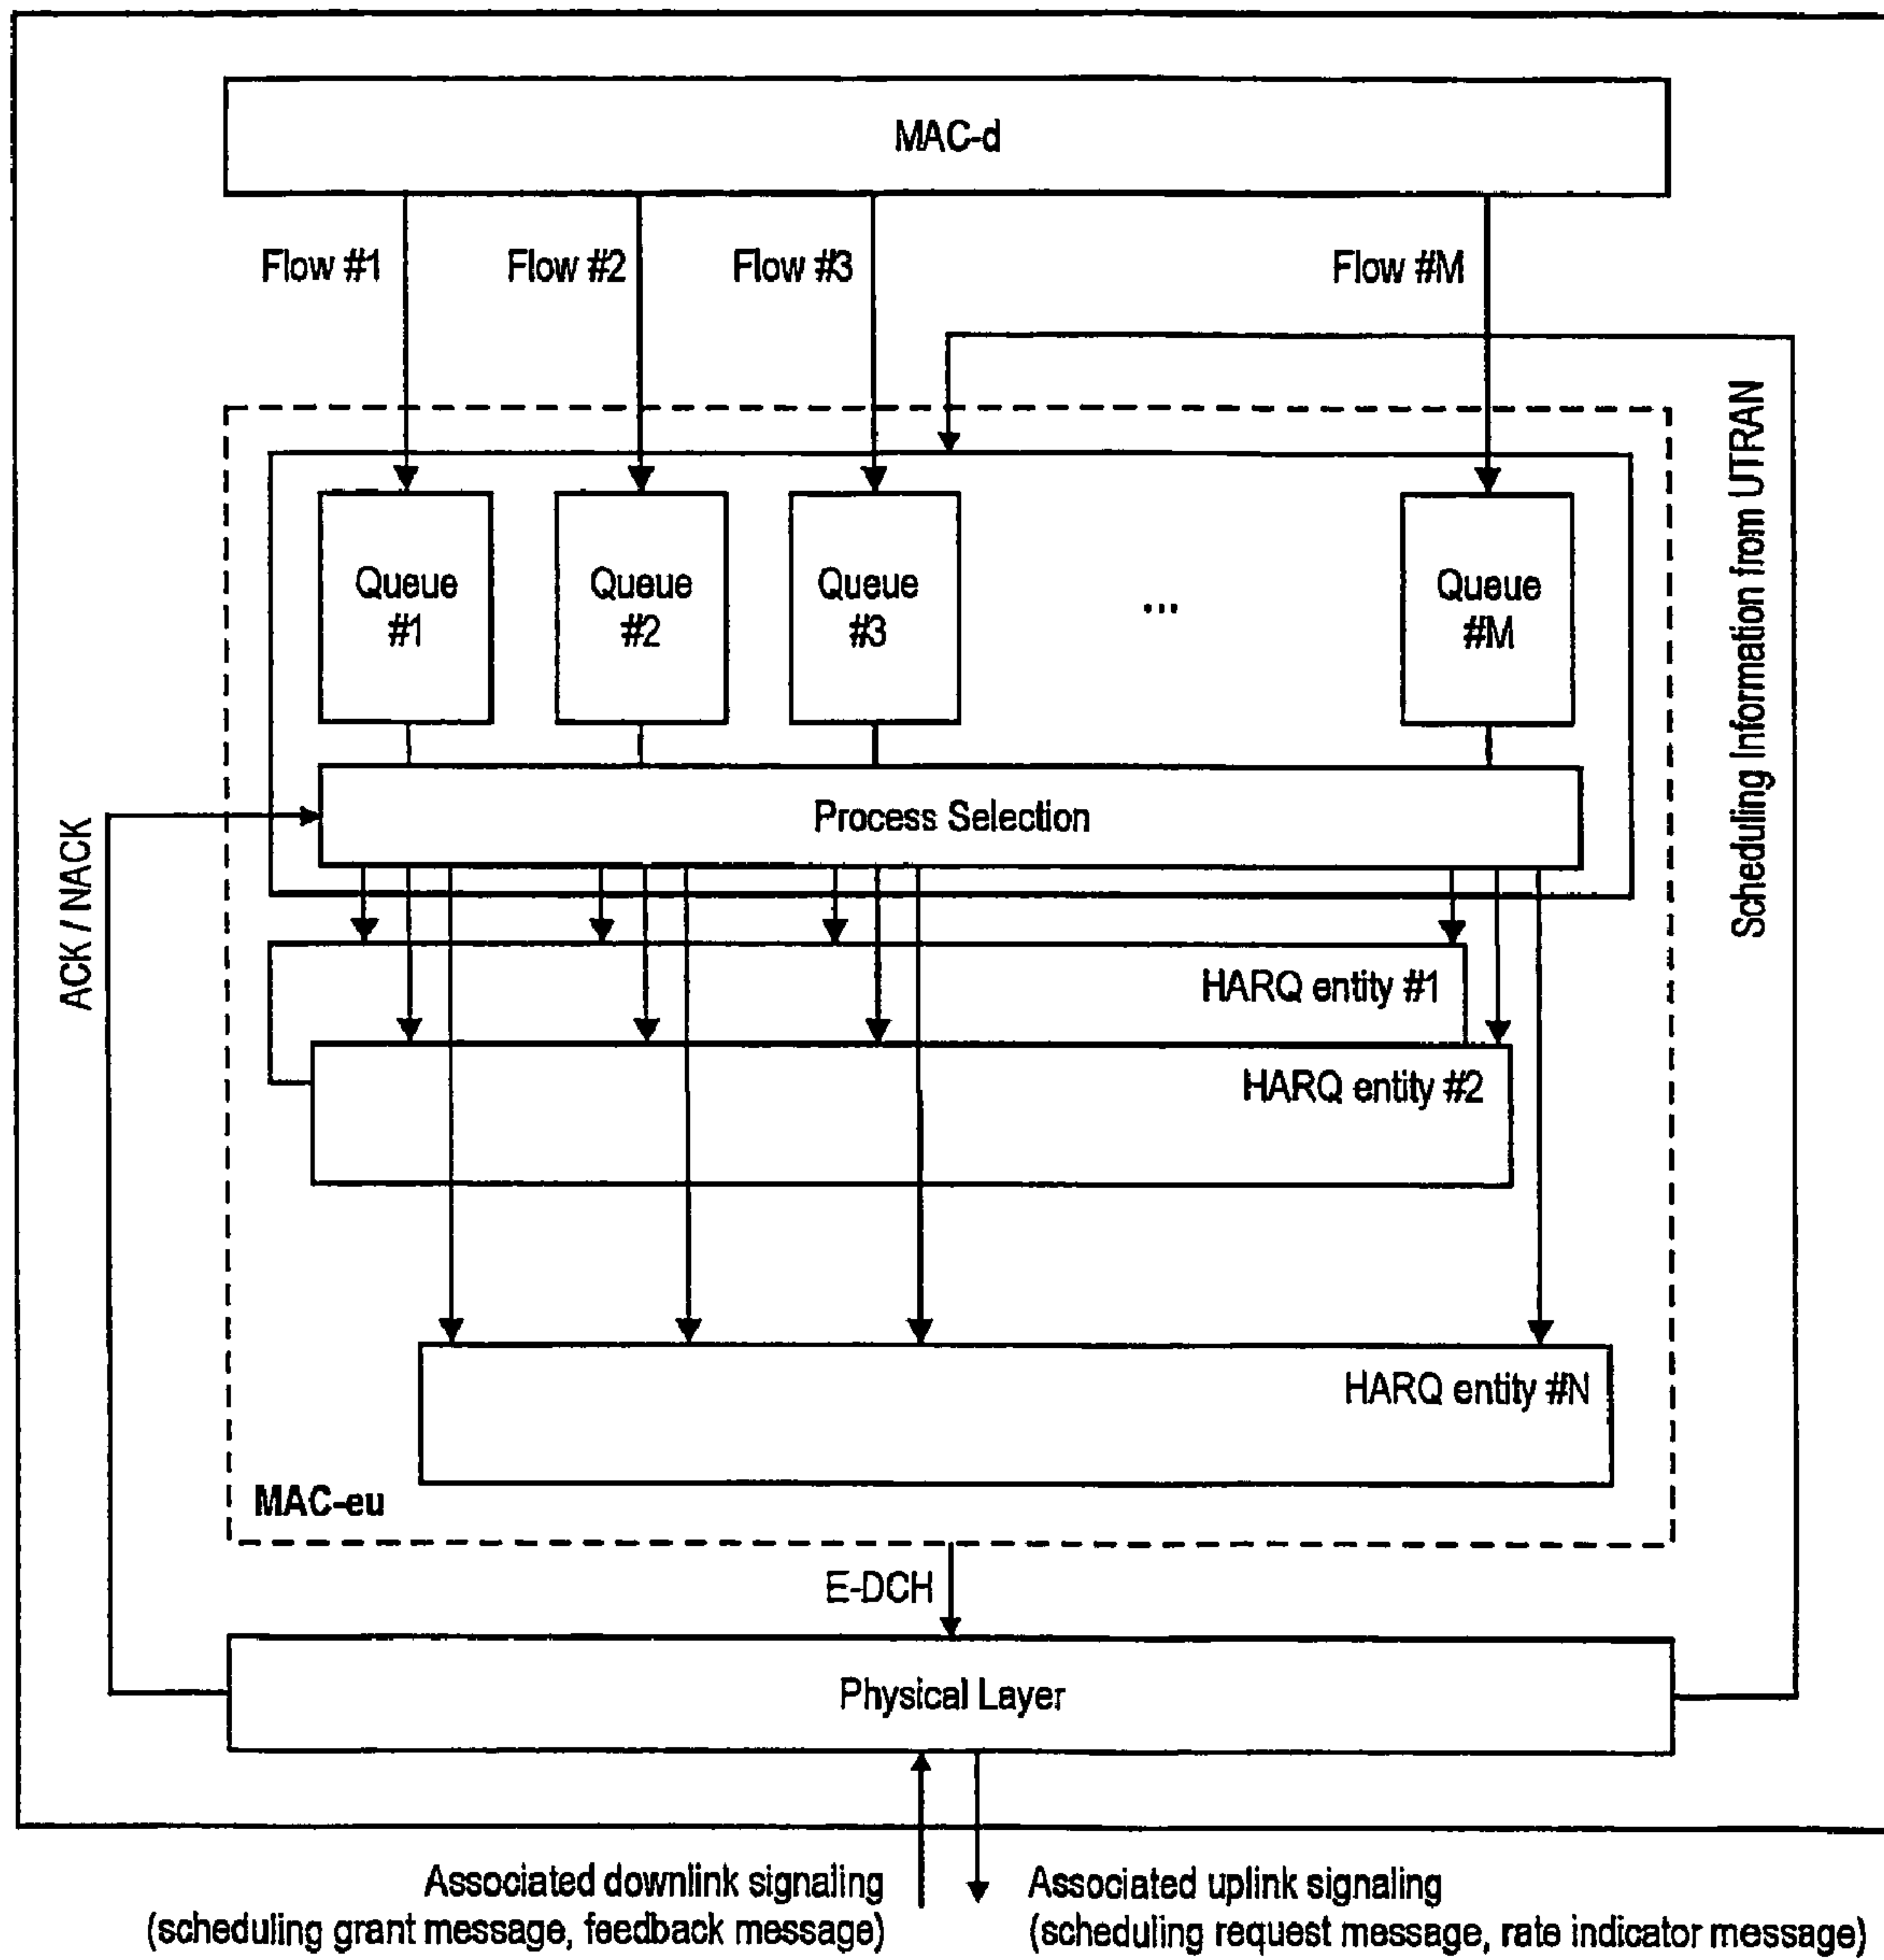 MAC-d
Flow #1
Flow #2
Flow #3
Flow #M
Scheduling Information from UTRAN
Queue
#1
Queue
#2
Queue
#3
...
Queue
#M
Process Selection
ACK / NACK
HARQ entity #1
HARQ entity #2
HARQ entity #N
MAC-eu
E-DCH
Physical Layer
Associated downlink signaling
(scheduling grant message, feedback message)
Associated uplink signaling
(scheduling request message, rate indicator message)